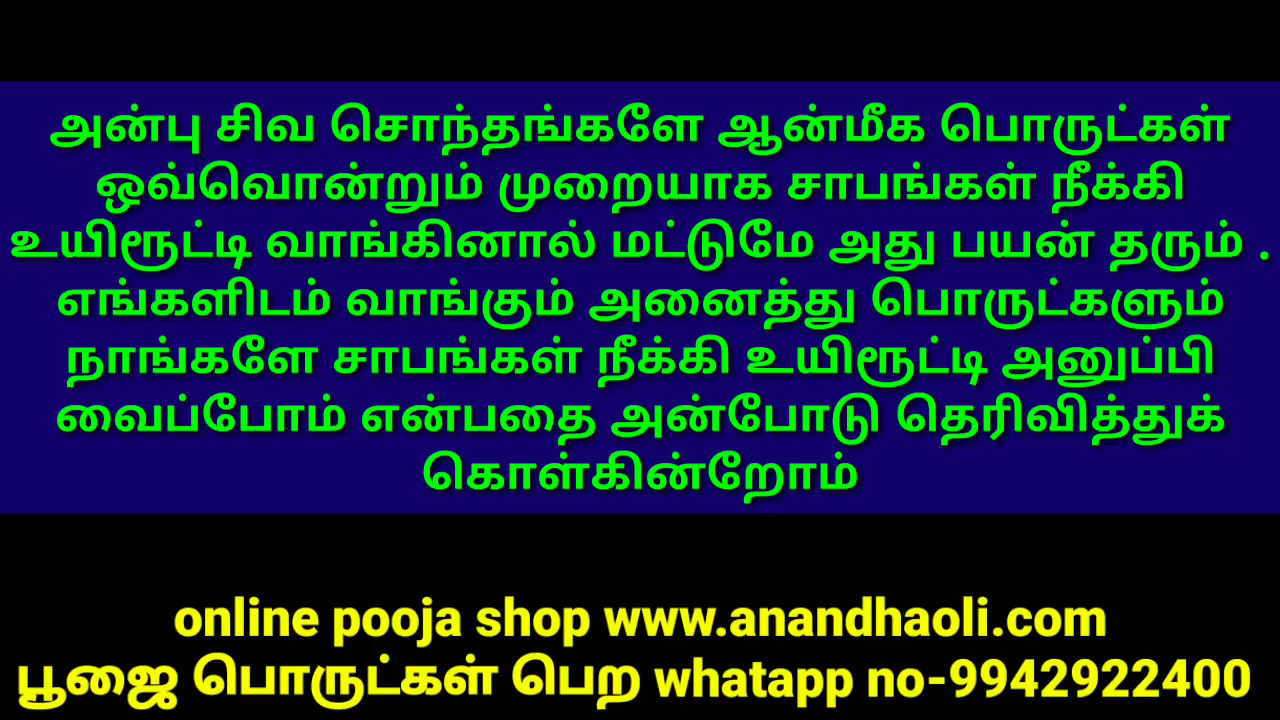 அன்பு சிவ சொந்தங்களே ஆன்மீக பொருட்கள்
ஒவ்வொன்றும் முறையாக சாபங்கள் நீக்கி
உயிரூட்டி வாங்கினால் மட்டுமே அது பயன் தரும் .
எங்களிடம் வாங்கும் அனைத்து பொருட்களும்
நாங்களே சாபங்கள் நீக்கி உயிரூட்டி அனுப்பி
வைப்போம் என்பதை அன்போடு தெரிவித்துக்
கொள்கின்றோம்
online pooja shop www.anandhaoli.com
பூஜை பொருட்கள் பெற whatapp no-9942922400